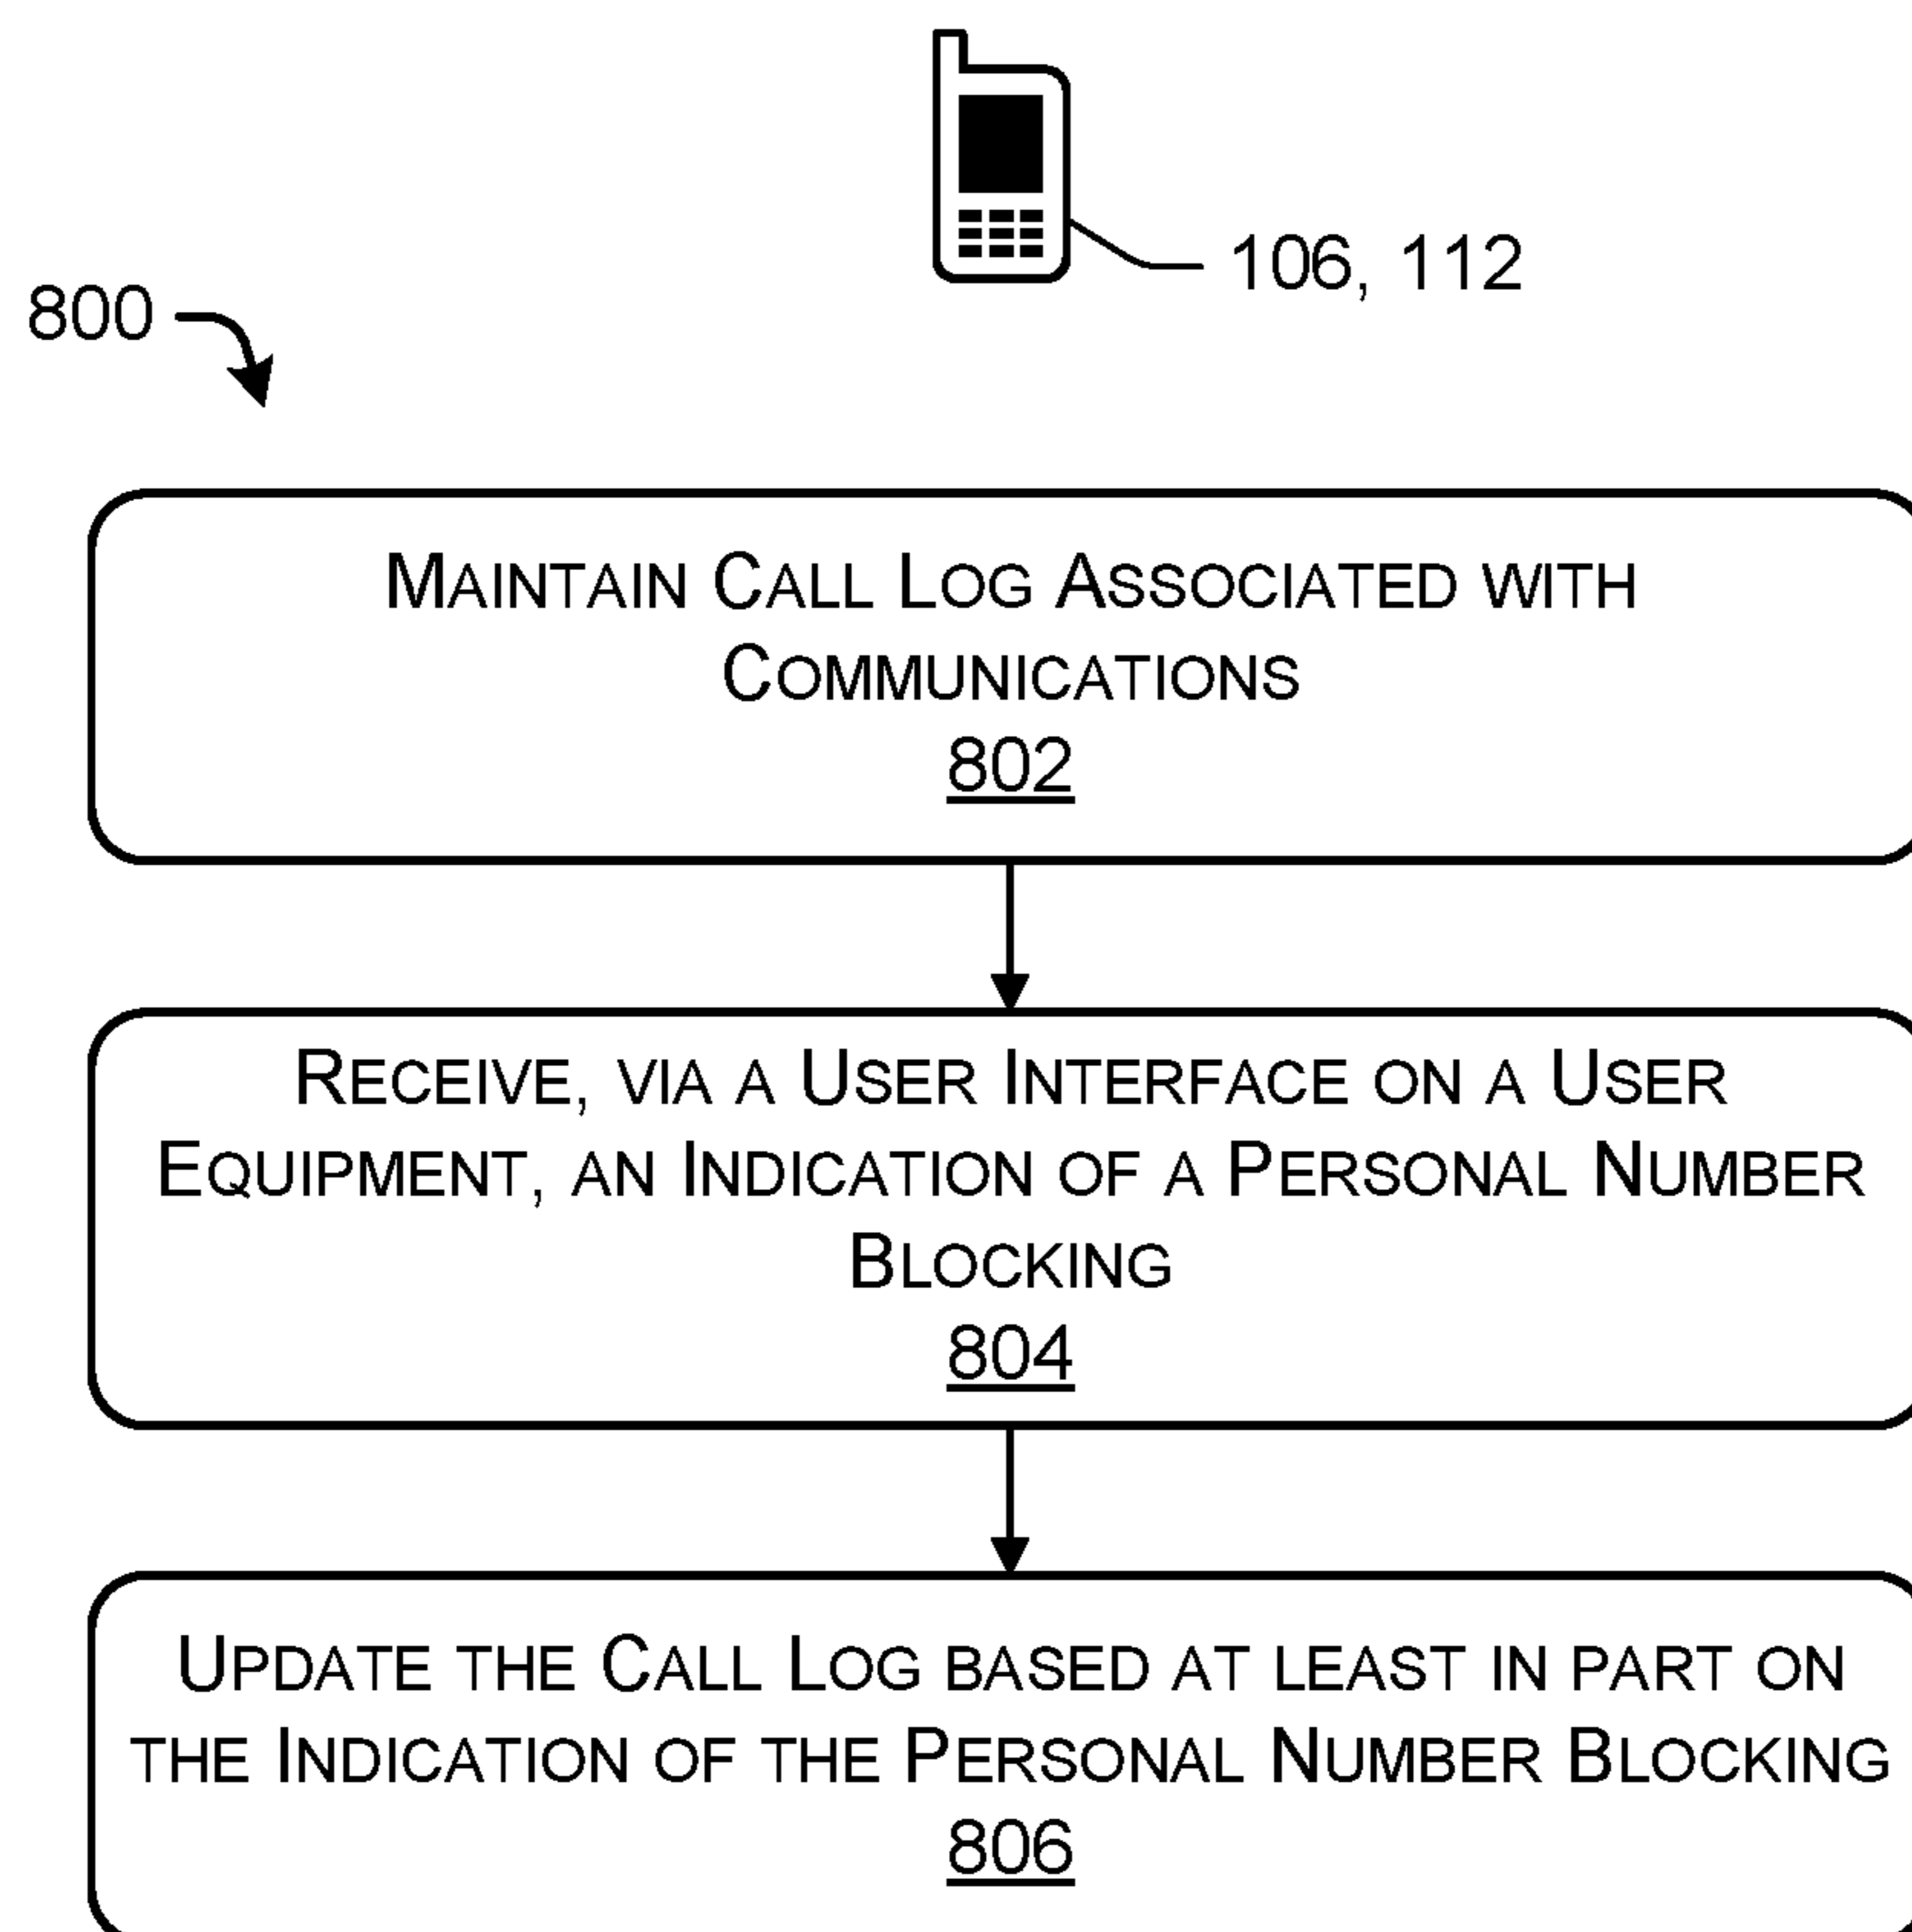 106, 112
800
MAINTAIN CALL LOG ASSOCIATED WITH
COMMUNICATIONS
802
RECEIVE, VIA A USER INTERFACE ON A USER
EQUIPMENT, AN INDICATION OF A PERSONAL NUMBER
BLOCKING
804
UPDATE THE CALL LOG BASED AT LEAST IN PART ON
THE INDICATION OF THE PERSONAL NUMBER BLOCKING
806